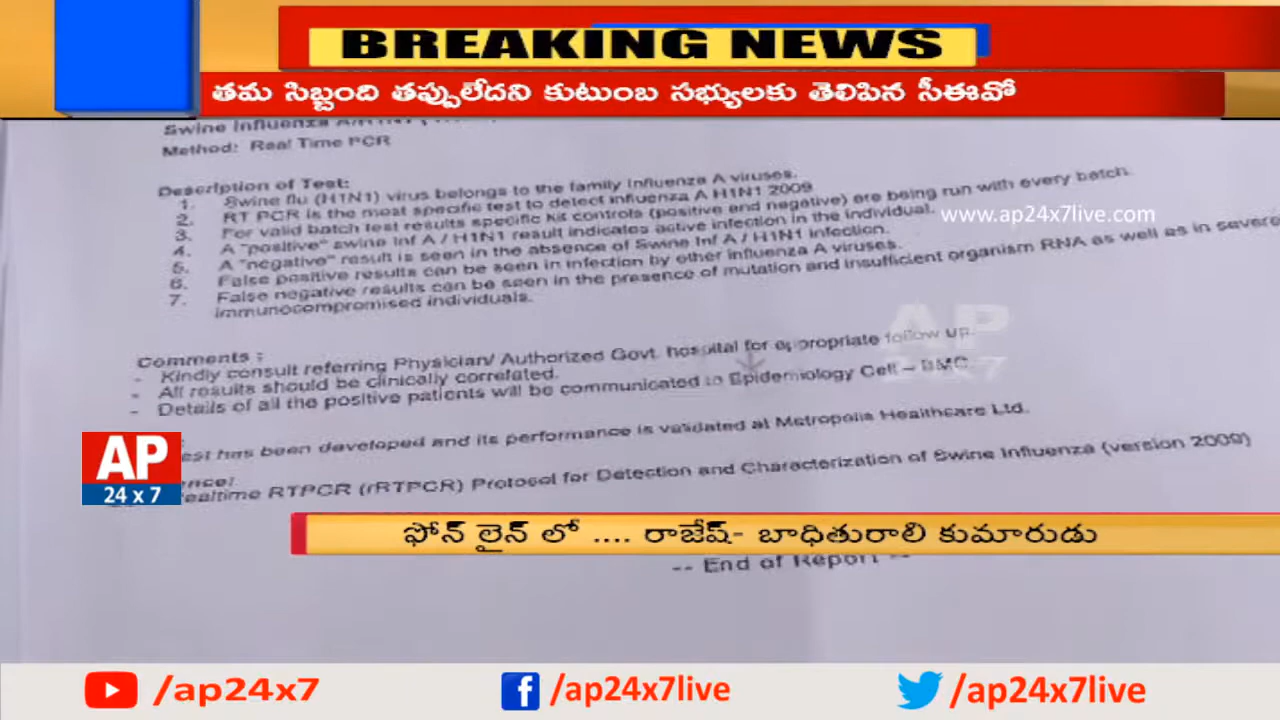 BREAKING NEWS
తమ సిబ్బంది తప్పులేదని కుటుంబ సభ్యులకు తెలిపిన సీఈవో
Swine Influenza
Method: Real Time PCR
Description of Test:
1. Swine flu (H1N1) virus belongs to the family Influenza A viruses.
2. RT PCR is the most specific test to detect influenza A H1N1 2009
3. For valid batch test results specific kit controls (positive and negative) are being run with every batch.
4. A "positive" swine Inf A / H1N1 result indicates active infection in the individual.
5. A "negative" result is seen in the absence of Swine Inf A / H1N1 infection.
6. False positive results can be seen in infection by other influenza A viruses.
7. False negative results can be seen in the presence of mutation and insufficient organism RNA as well as in severe
immunocompromised individuals.
www.ap24x7live.com
AP
24x7
Comments :
- Kindly consult referring Physician/ Authorized Govt. hospital for appropriate follow up.
- All results should be clinically correlated.
- Details of all the positive patients will be communicated to Epidemiology Cell – BMC.
est has been developed and its performance is validated at Metropolis Healthcare Ltd.
ence:
ealtime RTPCR (rRTPCR) Protocol for Detection and Characterization of Swine Influenza (version 2009)
AP
24 x 7
ఫోన్ లైన్ లో .... రాజేష్- బాధితురాలి కుమారుడు
-- End of Report --
/ap24x7
/ap24x7live
/ap24x7live